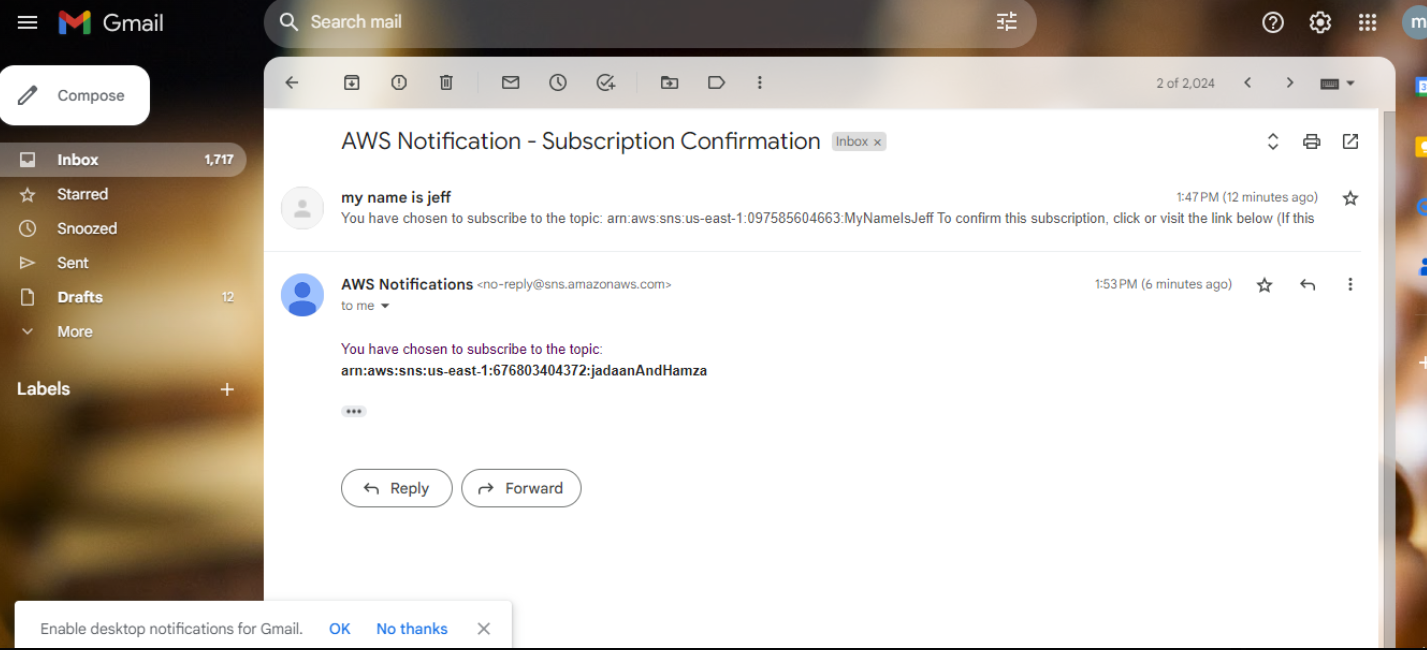 Gmail
Search mail
m
Compose
2 of 2,024
Inbox 1,717
Starred
Snoozed
Sent
Drafts 12
More
Labels
AWS Notification - Subscription Confirmation Inbox x
my name is jeff 1:47 PM (12 minutes ago)
You have chosen to subscribe to the topic: arn:aws:sns:us-east-1:097585604663:MyNameIsJeff To confirm this subscription, click or visit the link below (If this
AWS Notifications <no-reply@sns.amazonaws.com> 1:53 PM (6 minutes ago)
to me
You have chosen to subscribe to the topic:
arn:aws:sns:us-east-1:676803404372:jadaanAndHamza
Reply Forward
Enable desktop notifications for Gmail. OK No thanks